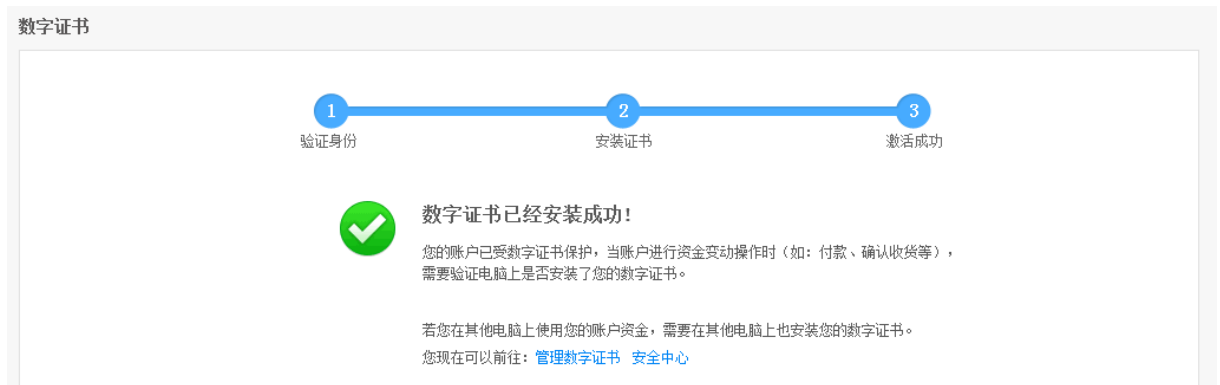 数字证书
1 2 3
验证身份 安装证书 激活成功
数字证书已经安装成功!
您的账户已受数字证书保护，当账户进行资金变动操作时（如：付款、确认收货等），
需要验证电脑上是否安装了您的数字证书。
若您在其他电脑上使用您的账户资金，需要在其他电脑上也安装您的数字证书。
您现在可以前往：管理数字证书 安全中心